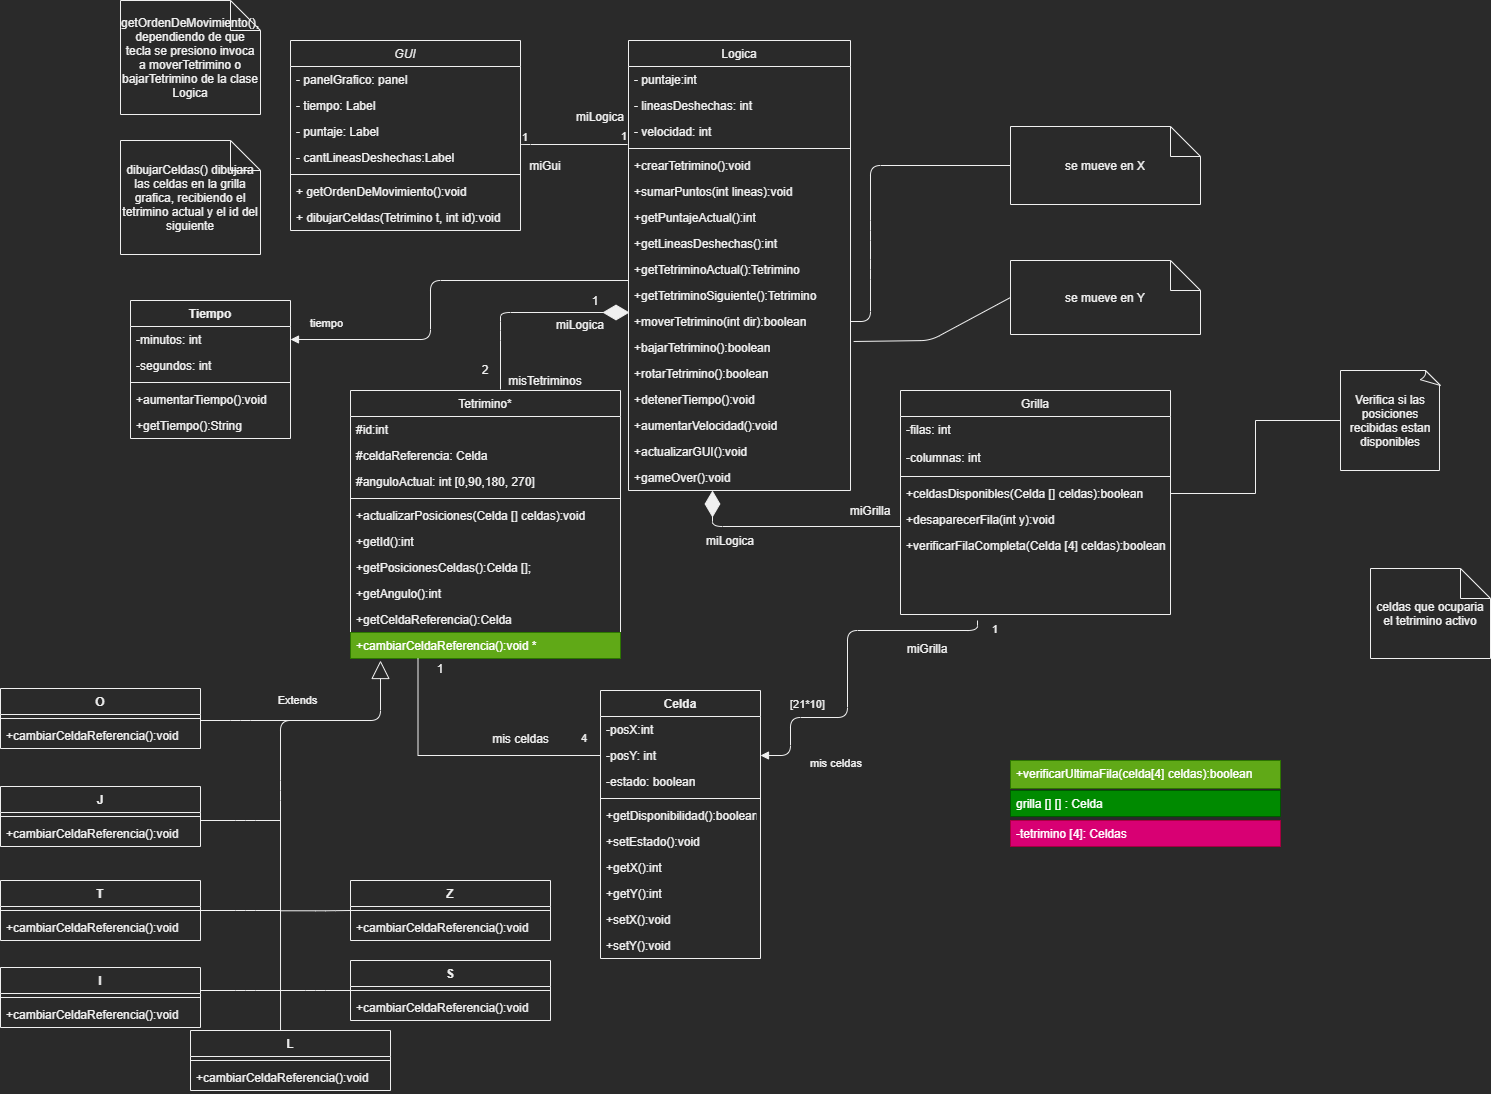 getOrdenDeMovimiento(),
dependiendo de que
tecla se presiono invoca
a moverTetrimino o
bajarTetrimino de la clase
Logica
dibujarCeldas() dibujara
las celdas en la grilla
grafica, recibiendo el
tetrimino actual y el id del
siguiente
GUI
- panelGrafico: panel
- tiempo: Label
- puntaje: Label
- cantLineasDeshechas:Label
+ getOrdenDeMovimiento():void
+ dibujarCeldas(Tetrimino t, int id):void
miLogica
1
1
miGui
Logica
- puntaje:int
- lineasDeshechas: int
- velocidad: int
+crearTetrimino():void
+sumarPuntos(int lineas):void
+getPuntajeActual():int
+getLineasDeshechas():int
+getTetriminoActual():Tetrimino
+getTetriminoSiguiente():Tetrimino
+moverTetrimino(int dir):boolean
+bajarTetrimino():boolean
+rotarTetrimino():boolean
+detenerTiempo():void
+aumentarVelocidad():void
+actualizarGUI():void
+gameOver():void
se mueve en X
se mueve en Y
Tiempo
-minutos: int
-segundos: int
+aumentarTiempo():void
+getTiempo():String
tiempo
1
miLogica
2
misTetriminos
Tetrimino*
#id:int
#celdaReferencia: Celda
#anguloActual: int [0,90,180, 270]
+actualizarPosiciones(Celda [] celdas):void
+getId():int
+getPosicionesCeldas():Celda [];
+getAngulo():int
+getCeldaReferencia():Celda
+cambiarCeldaReferencia():void *
Grilla
-filas: int
-columnas: int
+celdasDisponibles(Celda [] celdas):boolean
+desaparecerFila(int y):void
+verificarFilaCompleta(Celda [4] celdas):boolean
miGrilla
miLogica
Verifica si las
posiciones
recibidas estan
disponibles
celdas que ocuparia
el tetrimino activo
1
miGrilla
[21*10]
mis celdas
1
mis celdas
4
Celda
-posX:int
-posY: int
-estado: boolean
+getDisponibilidad():boolean
+setEstado():void
+getX():int
+getY():int
+setX():void
+setY():void
+verificarUltimaFila(celda[4] celdas):boolean
grilla [] [] : Celda
-tetrimino [4]: Celdas
Extends
O
+cambiarCeldaReferencia():void
J
+cambiarCeldaReferencia():void
T
+cambiarCeldaReferencia():void
Z
+cambiarCeldaReferencia():void
I
+cambiarCeldaReferencia():void
S
+cambiarCeldaReferencia():void
L
+cambiarCeldaReferencia():void